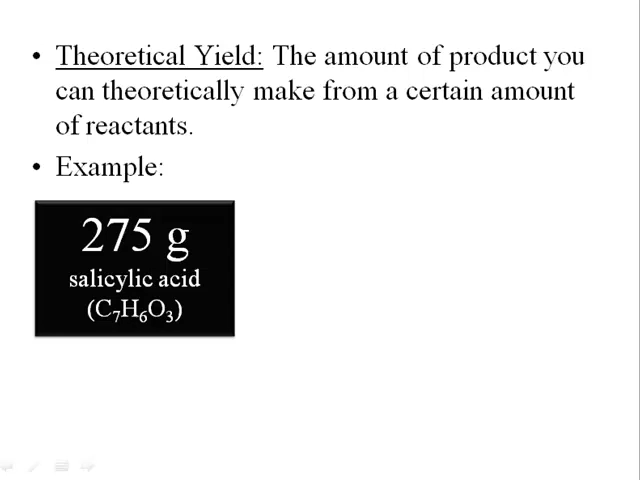 • Theoretical Yield: The amount of product you
can theoretically make from a certain amount
of reactants.
• Example:
275 g
salicylic acid
(C₇H₆O₃)